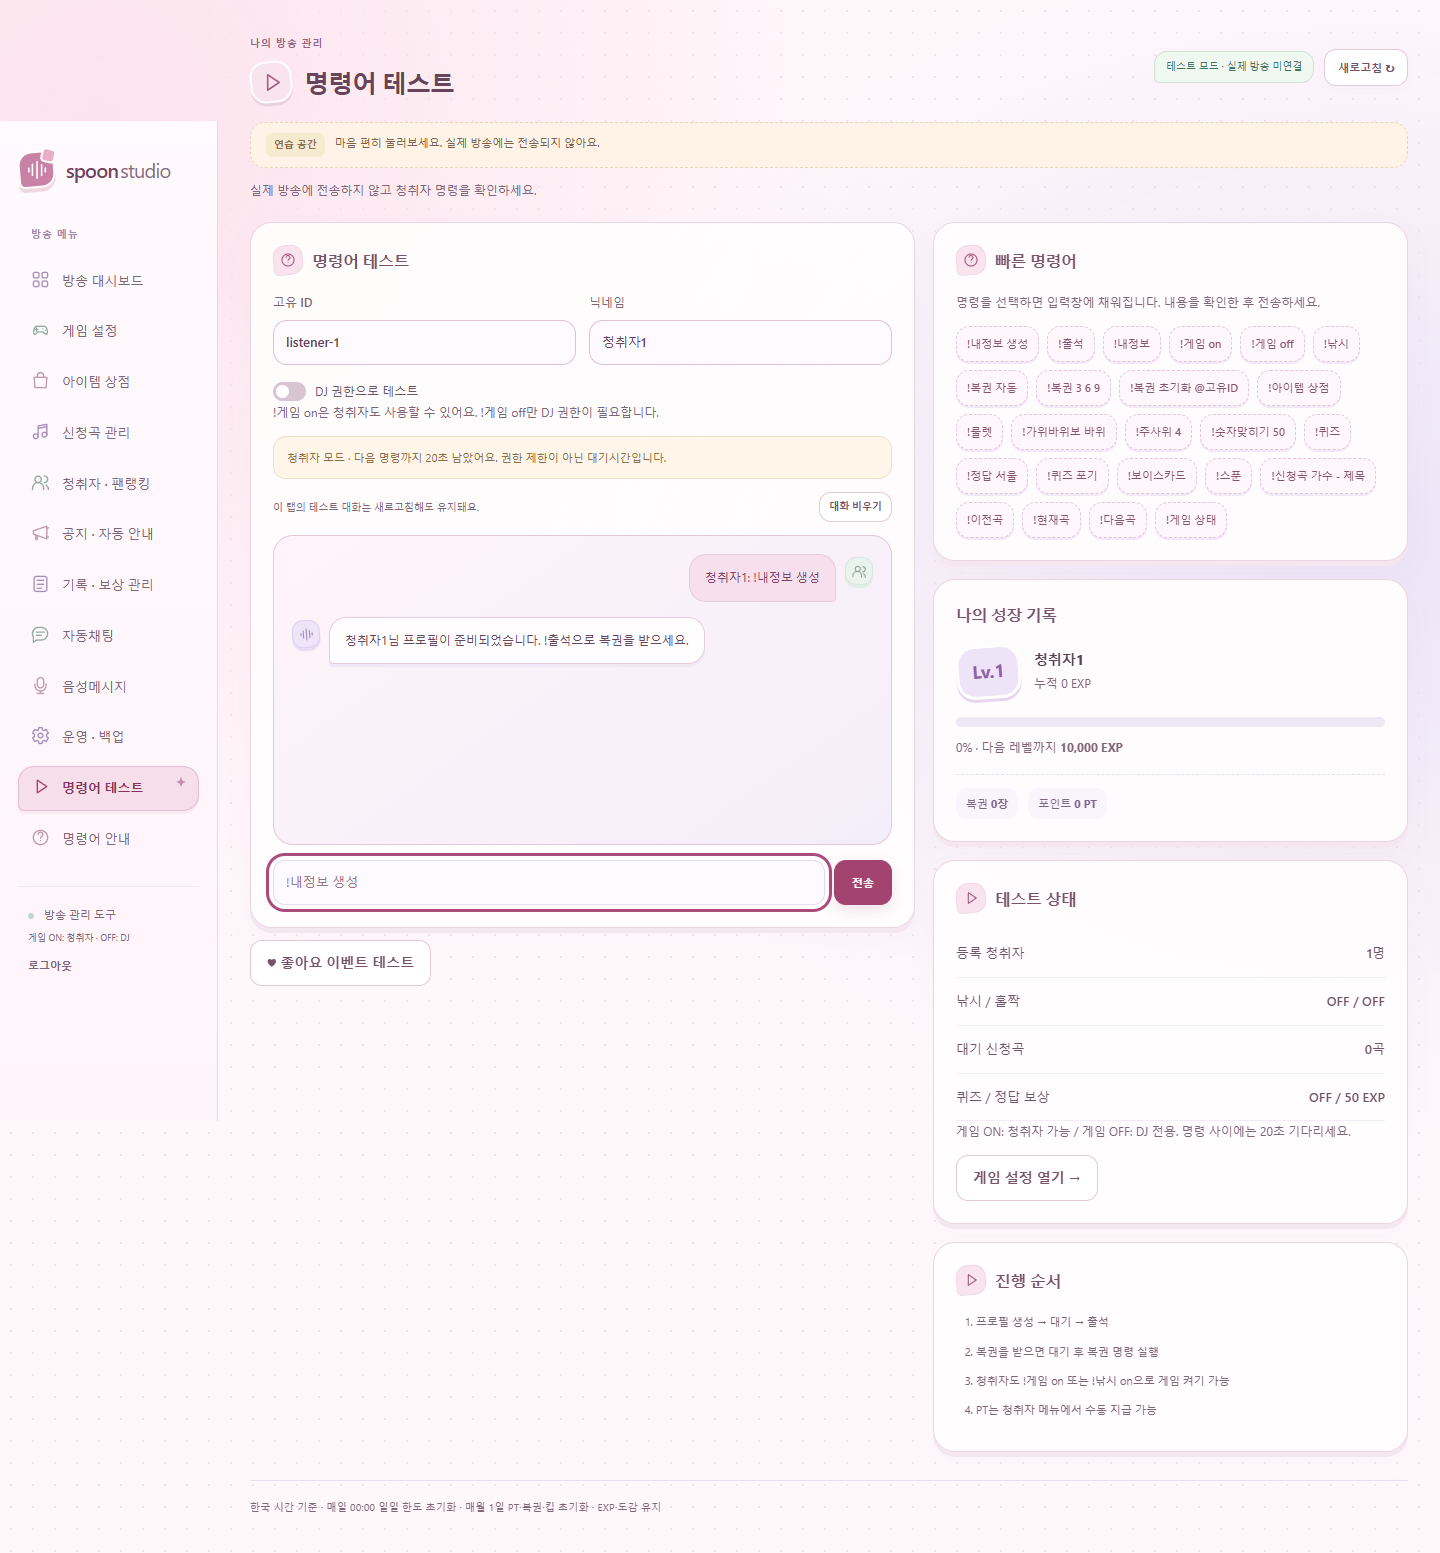 나의 방송 관리
명령어 테스트
테스트 모드 · 실제 방송 미연결
새로고침 ↻
연습 공간
마음 편히 눌러보세요. 실제 방송에는 전송되지 않아요.
실제 방송에 전송하지 않고 청취자 명령을 확인하세요.
spoon studio
방송 메뉴
방송 대시보드
게임 설정
아이템 상점
신청곡 관리
청취자 · 팬랭킹
공지 · 자동 안내
기록 · 보상 관리
자동채팅
음성메시지
운영 · 백업
명령어 테스트
명령어 안내
방송 관리 도구
게임 ON: 청취자 · OFF: DJ
로그아웃
명령어 테스트
고유 ID
닉네임
listener-1
청취자1
DJ 권한으로 테스트
!게임 on은 청취자도 사용할 수 있어요. !게임 off만 DJ 권한이 필요합니다.
청취자 모드 · 다음 명령까지 20초 남았어요. 권한 제한이 아닌 대기시간입니다.
이 탭의 테스트 대화는 새로고침해도 유지돼요.
대화 비우기
청취자1: !내정보 생성
청취자1님 프로필이 준비되었습니다. !출석으로 복권을 받으세요.
!내정보 생성
전송
♥ 좋아요 이벤트 테스트
빠른 명령어
명령을 선택하면 입력창에 채워집니다. 내용을 확인한 후 전송하세요.
!내정보 생성 !출석 !내정보 !게임 on !게임 off !낚시
!복권 자동 !복권 3 6 9 !복권 초기화 @고유ID !아이템 상점
!룰렛 !가위바위보 바위 !주사위 4 !숫자맞히기 50 !퀴즈
!정답 서울 !퀴즈 포기 !보이스카드 !스푼 !신청곡 가수 - 제목
!이전곡 !현재곡 !다음곡 !게임 상태
나의 성장 기록
Lv.1
청취자1
누적 0 EXP
0% · 다음 레벨까지 10,000 EXP
복권 0장 포인트 0 PT
테스트 상태
등록 청취자 1명
낚시 / 홀짝 OFF / OFF
대기 신청곡 0곡
퀴즈 / 정답 보상 OFF / 50 EXP
게임 ON: 청취자 가능 / 게임 OFF: DJ 전용. 명령 사이에는 20초 기다리세요.
게임 설정 열기 →
진행 순서
1. 프로필 생성 → 대기 → 출석
2. 복권을 받으면 대기 후 복권 명령 실행
3. 청취자도 !게임 on 또는 !낚시 on으로 게임 켜기 가능
4. PT는 청취자 메뉴에서 수동 지급 가능
한국 시간 기준 · 매일 00:00 일일 한도 초기화 · 매월 1일 PT·복권·킵 초기화 · EXP·도감 유지